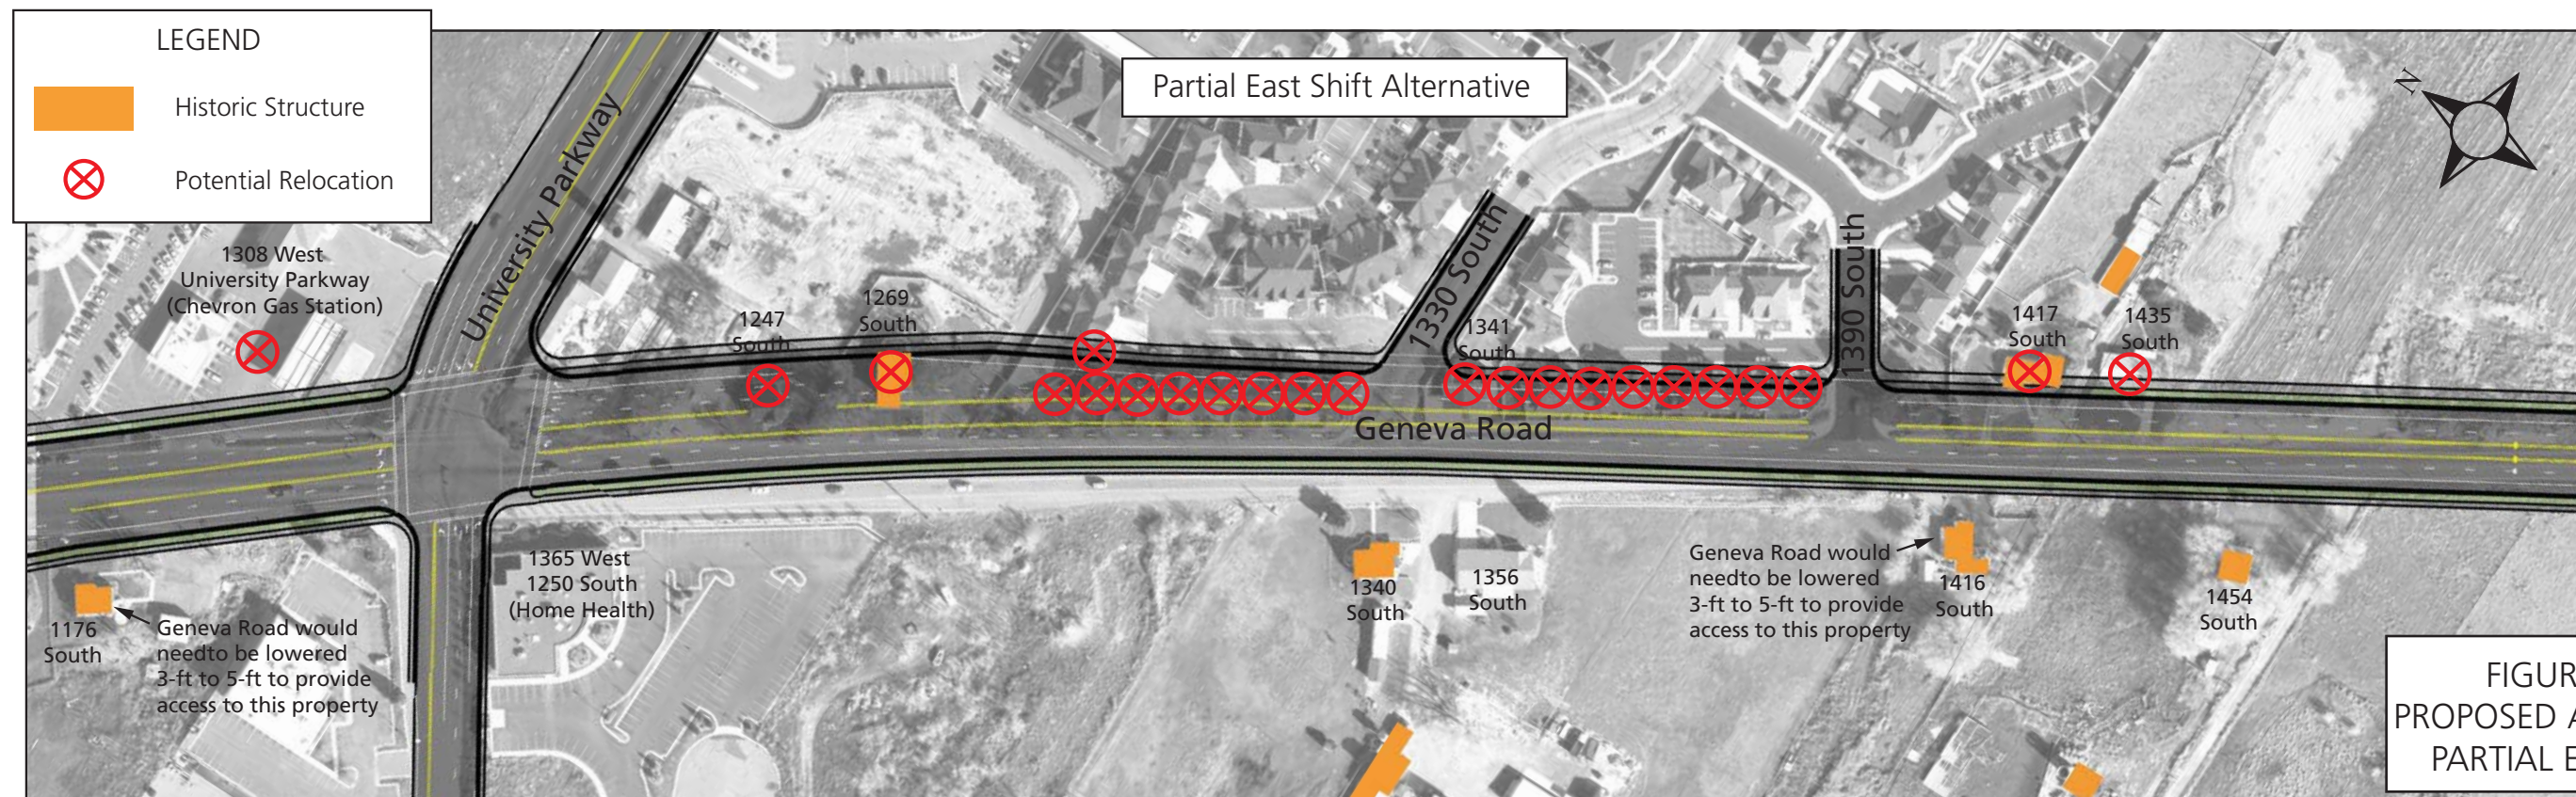 LEGEND
Historic Structure
Potential Relocation
Partial East Shift Alternative
N
1308 West
University Parkway
(Chevron Gas Station)
University Parkway
1247
South
1269
South
1330 South
1341
South
1390 South
1417
South
1435
South
Geneva Road
1176
South
Geneva Road would
needto be lowered
3-ft to 5-ft to provide
access to this property
1365 West
1250 South
(Home Health)
1340
South
1356
South
Geneva Road would
needto be lowered
3-ft to 5-ft to provide
access to this property
1416
South
1454
South
FIGUR
PROPOSED A
PARTIAL E